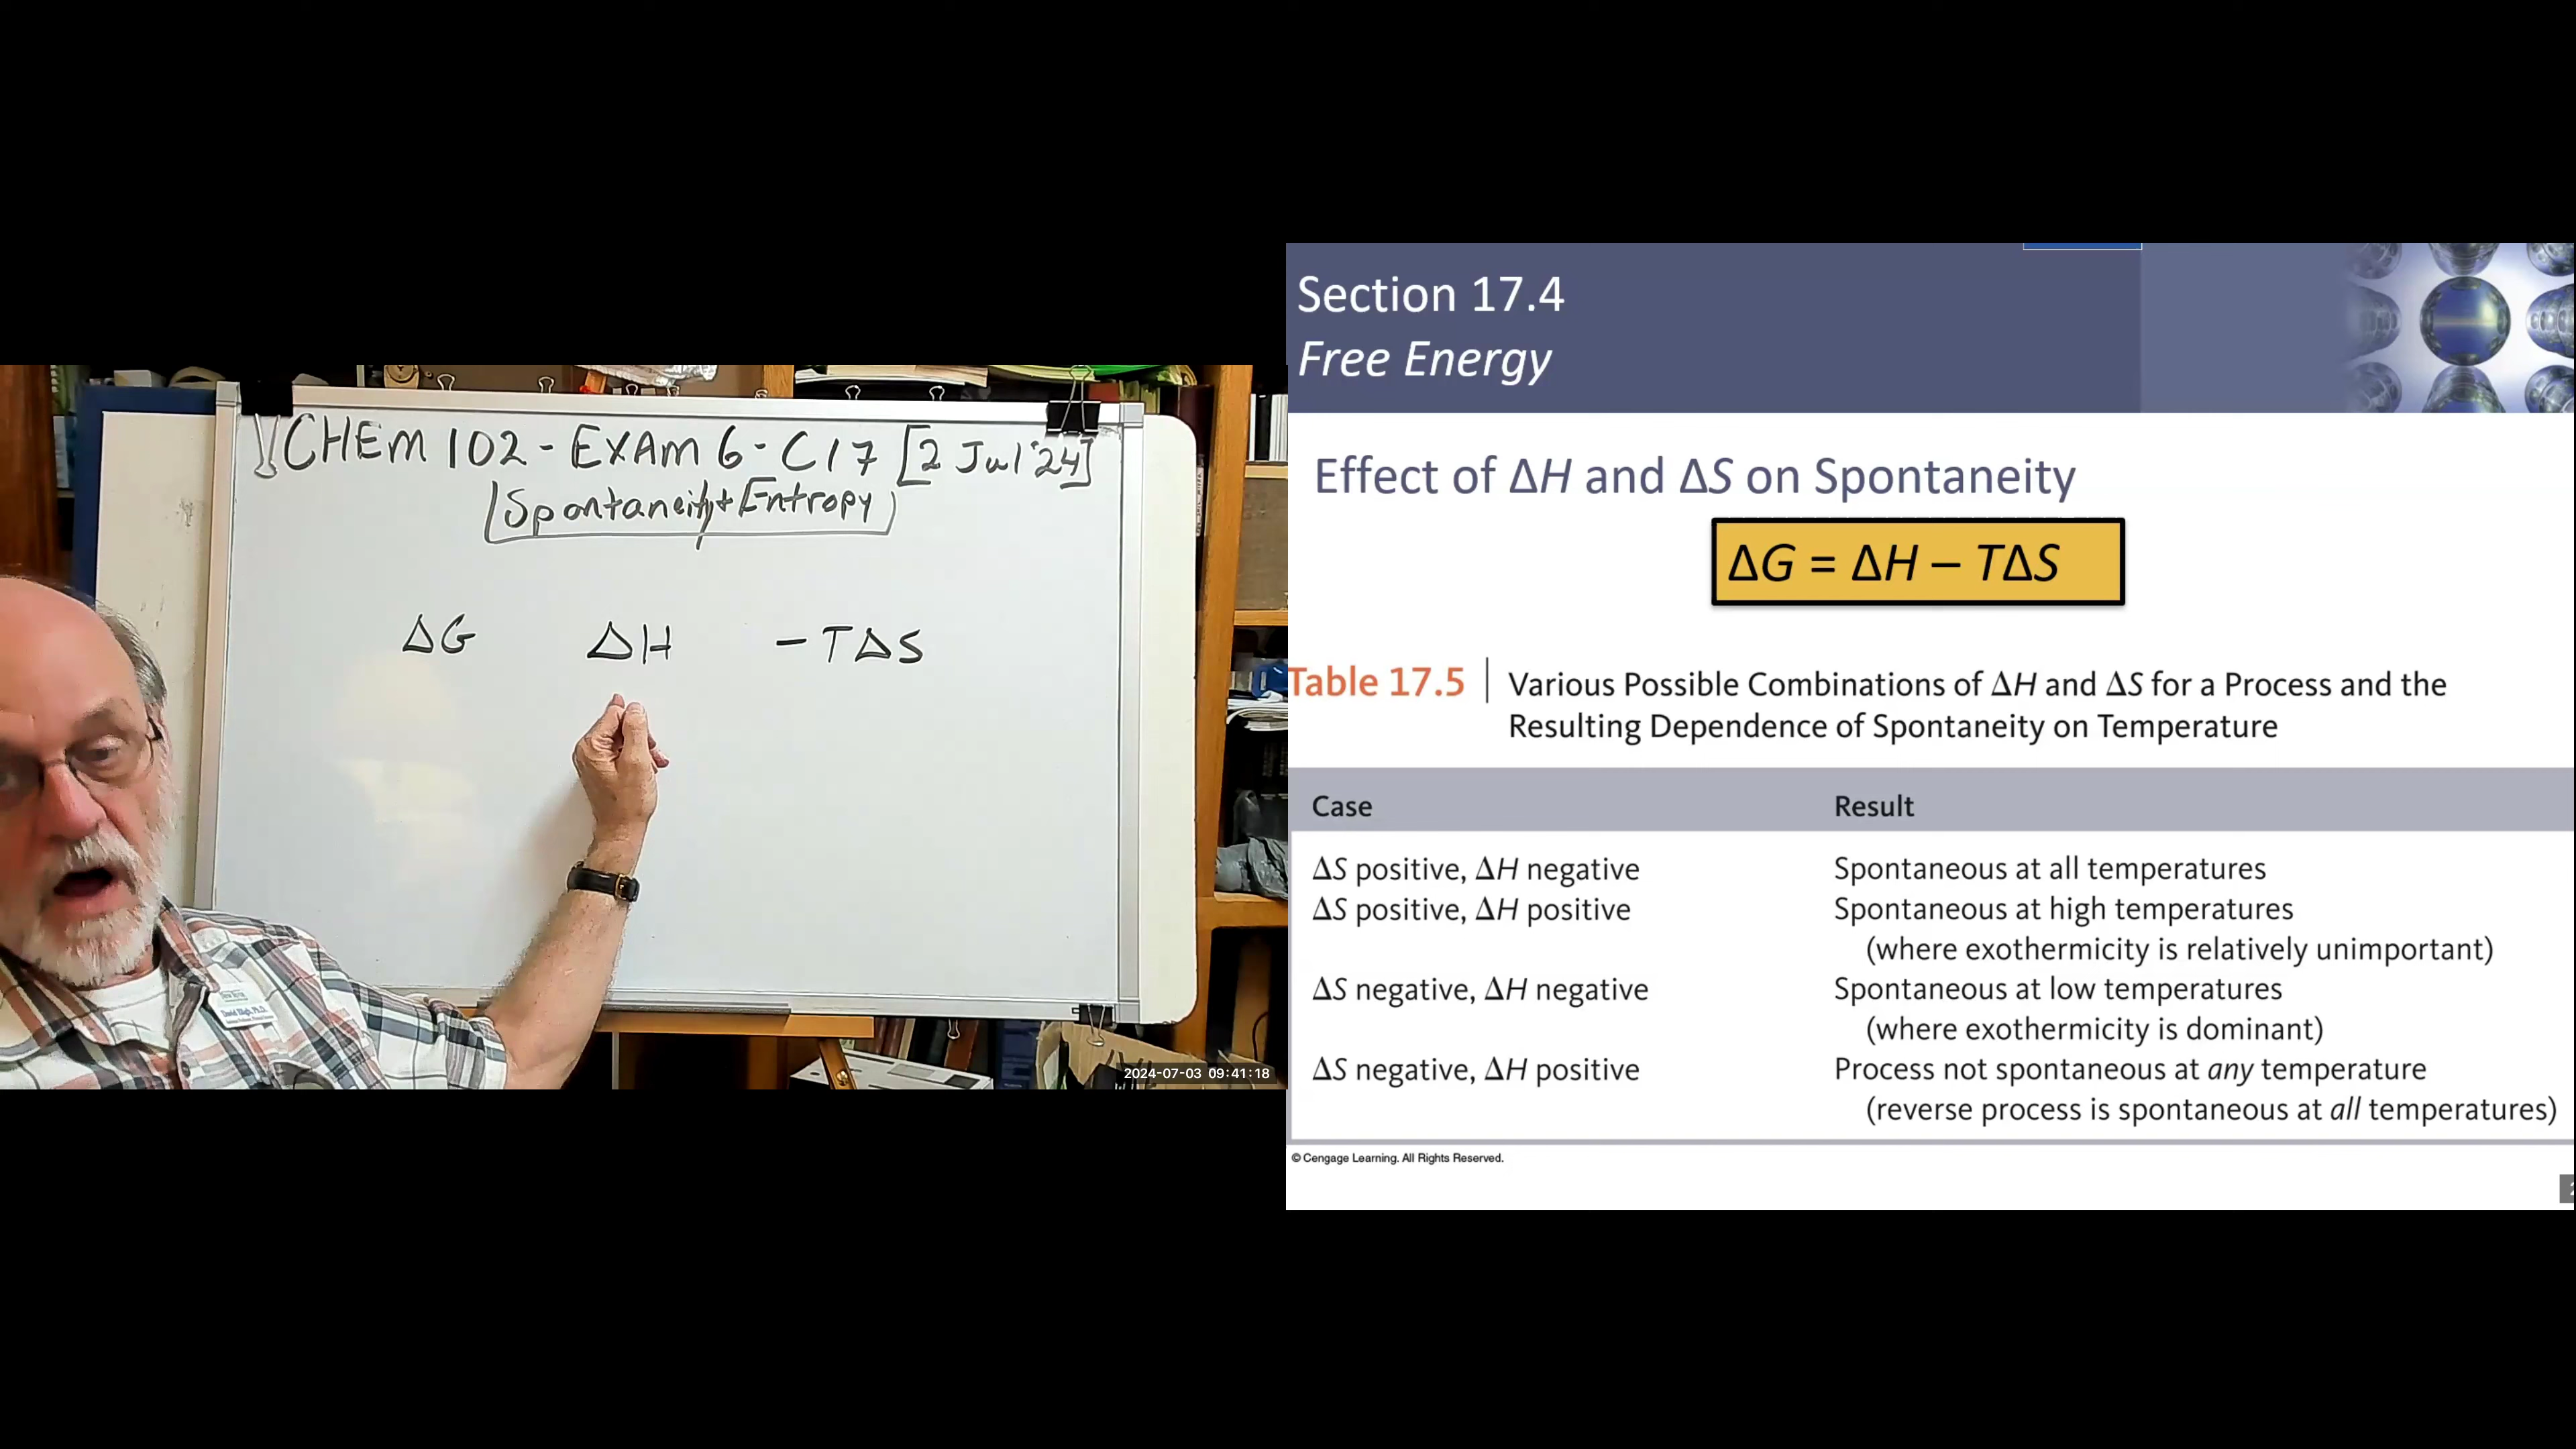 CHEM 102 - EXAM 6 - C17 [2 Jul '24]
Spontaneity + Entropy
ΔG ΔH - TΔS
David Bligh, Ph.D.
2024-07-03 09:41:18
Section 17.4
Free Energy
Effect of ΔH and ΔS on Spontaneity
ΔG = ΔH – TΔS
Table 17.5 | Various Possible Combinations of ΔH and ΔS for a Process and the
Resulting Dependence of Spontaneity on Temperature
Case Result
ΔS positive, ΔH negative Spontaneous at all temperatures
ΔS positive, ΔH positive Spontaneous at high temperatures
(where exothermicity is relatively unimportant)
ΔS negative, ΔH negative Spontaneous at low temperatures
(where exothermicity is dominant)
ΔS negative, ΔH positive Process not spontaneous at any temperature
(reverse process is spontaneous at all temperatures)
© Cengage Learning. All Rights Reserved.